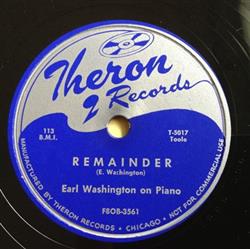 Theron
Records
113
B.M.I.
T-5017
Toole
REMAINDER
(E. Washington)
Earl Washington on Piano
F8OB-3561
MANUFACTURED BY THERON RECORDS • CHICAGO • NOT FOR COMMERCIAL USE